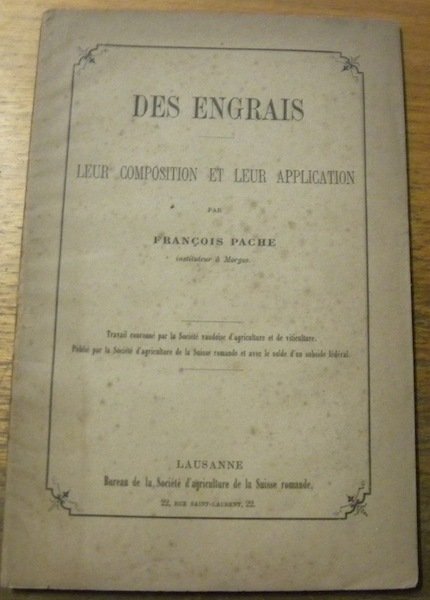 DES ENGRAIS
LEUR COMPOSITION ET LEUR APPLICATION
PAR
FRANÇOIS PACHE
instituteur à Morges.
Travail couronné par la Société vaudoise d'agriculture et de viticulture.
Publié par la Société d'agriculture de la Suisse romande et avec le solde d'un subside fédéral.
LAUSANNE
Bureau de la Société d'agriculture de la Suisse romande,
22, RUE SAINT-LAURENT, 22.